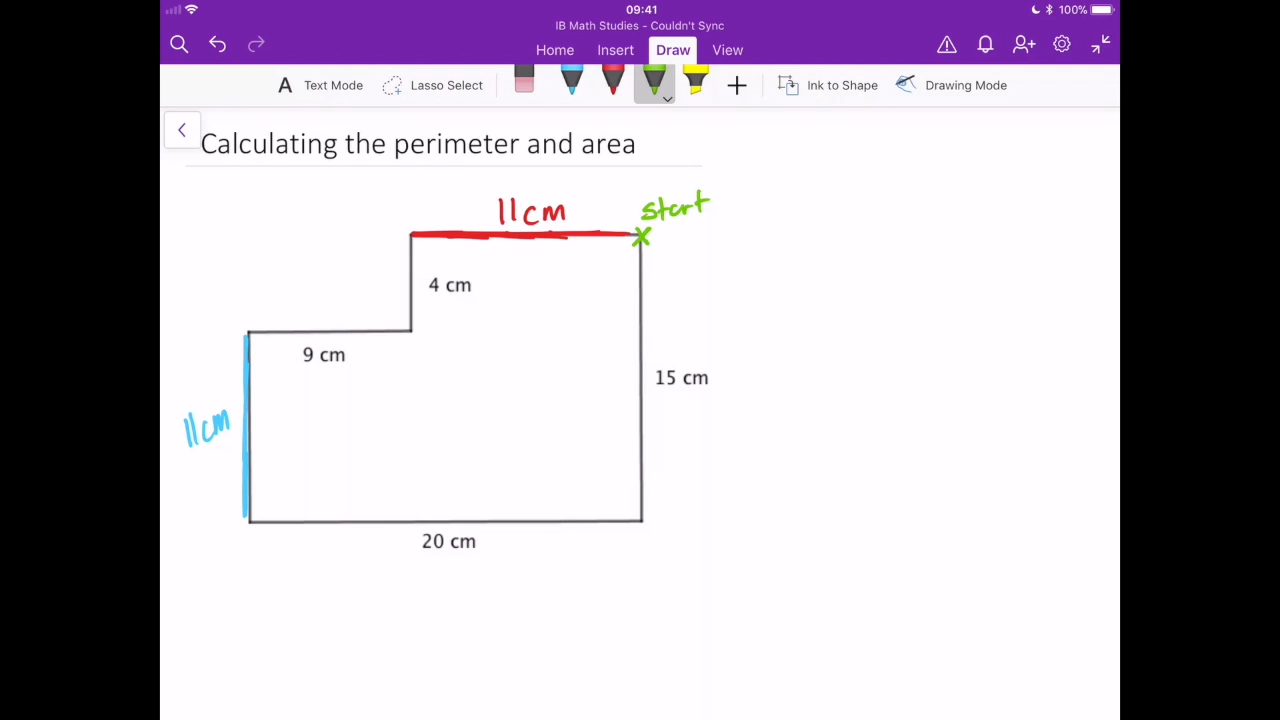 09:41
100%
IB Math Studies - Couldn't Sync
Home Insert Draw View
A Text Mode Lasso Select Ink to Shape Drawing Mode
Calculating the perimeter and area
11cm start
4 cm
9 cm
15 cm
11cm
20 cm